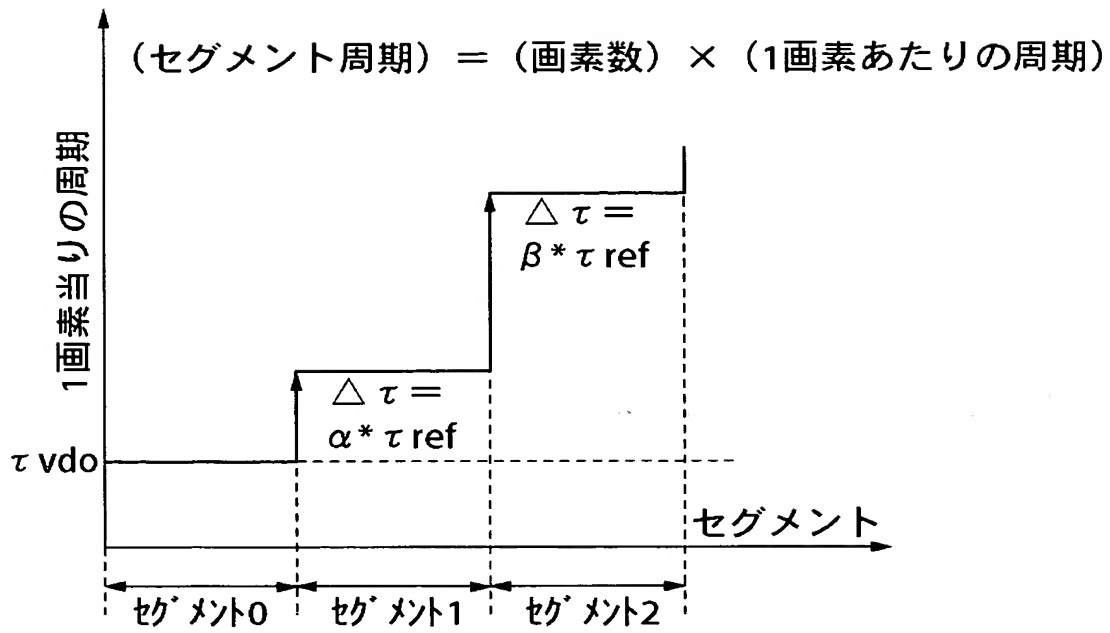 (セグメント周期) = (画素数) × (1画素あたりの周期)
1画素当りの周期
△τ=
β*τref
△τ=
α*τref
τvdo
セグメント
セグメント0
セグメント1
セグメント2